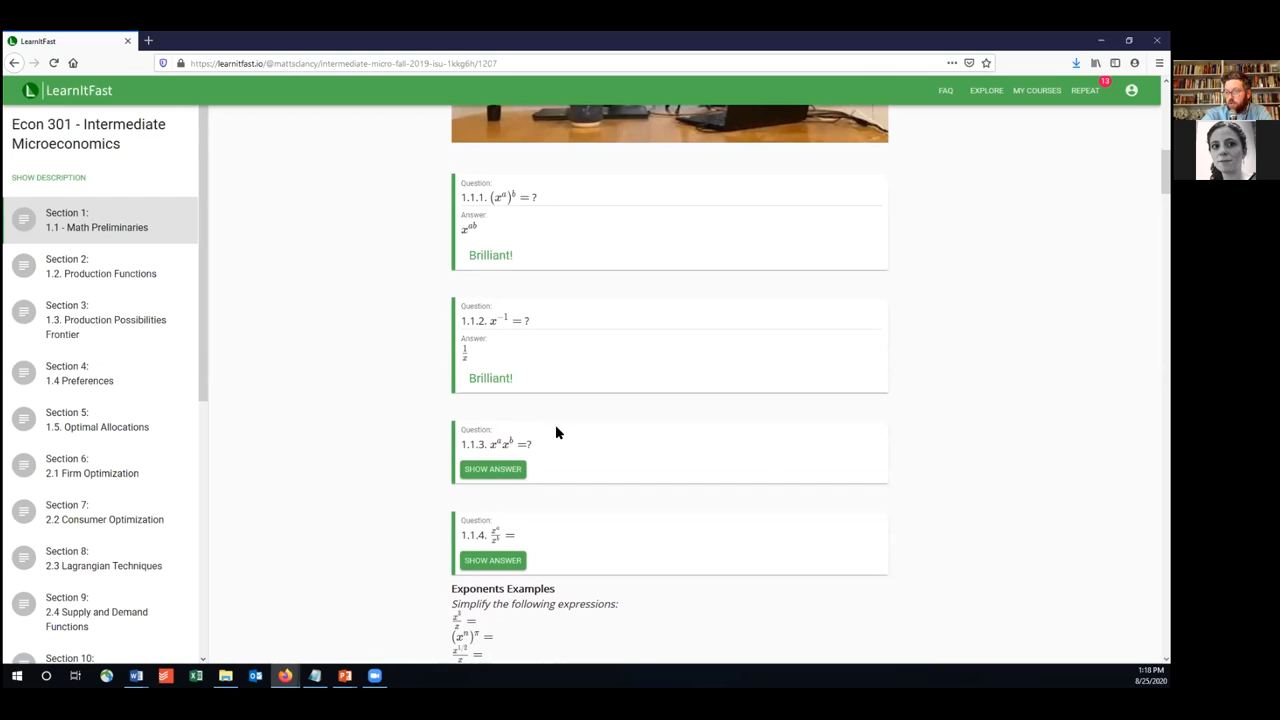 LearnItFast
https://learnitfast.io/@mattsclancy/intermediate-micro-fall-2019-isu-1kkg6h/1207
LearnItFast
FAQ
EXPLORE
MY COURSES
REPEAT
13
Econ 301 - Intermediate
Microeconomics
SHOW DESCRIPTION
Section 1:
1.1 - Math Preliminaries
Section 2:
1.2. Production Functions
Section 3:
1.3. Production Possibilities
Frontier
Section 4:
1.4 Preferences
Section 5:
1.5. Optimal Allocations
Section 6:
2.1 Firm Optimization
Section 7:
2.2 Consumer Optimization
Section 8:
2.3 Lagrangian Techniques
Section 9:
2.4 Supply and Demand
Functions
Section 10:
Question:
1.1.1. (x^a)^b = ?
Answer:
x^{ab}
Brilliant!
Question:
1.1.2. x^{-1} = ?
Answer:
1/x
Brilliant!
Question:
1.1.3. x^a x^b =?
SHOW ANSWER
Question:
1.1.4. x^a/x^b =
SHOW ANSWER
Exponents Examples
Simplify the following expressions:
x^3/x =
(x^n)^π =
x^{1/2}/x =
1:18 PM
8/25/2020